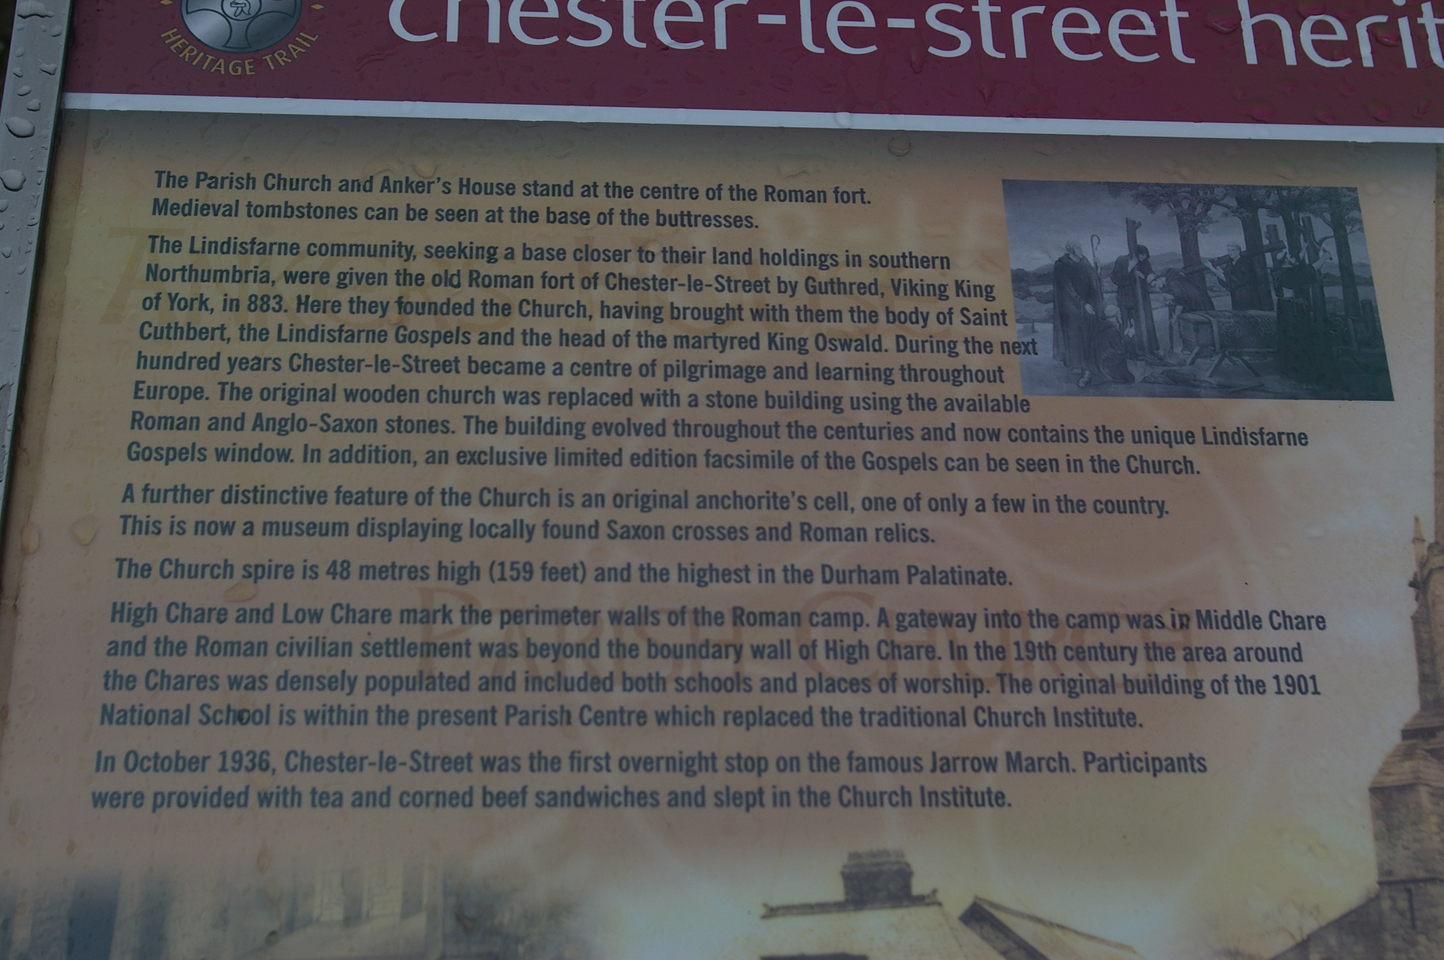 HERITAGE TRAIL
chester-le-street herit
The Parish Church and Anker's House stand at the centre of the Roman fort.
Medieval tombstones can be seen at the base of the buttresses.
The Lindisfarne community, seeking a base closer to their land holdings in southern
Northumbria, were given the old Roman fort of Chester-le-Street by Guthred, Viking King
of York, in 883. Here they founded the Church, having brought with them the body of Saint
Cuthbert, the Lindisfarne Gospels and the head of the martyred King Oswald. During the next
hundred years Chester-le-Street became a centre of pilgrimage and learning throughout
Europe. The original wooden church was replaced with a stone building using the available
Roman and Anglo-Saxon stones. The building evolved throughout the centuries and now contains the unique Lindisfarne
Gospels window. In addition, an exclusive limited edition facsimile of the Gospels can be seen in the Church.
A further distinctive feature of the Church is an original anchorite's cell, one of only a few in the country.
This is now a museum displaying locally found Saxon crosses and Roman relics.
The Church spire is 48 metres high (159 feet) and the highest in the Durham Palatinate.
High Chare and Low Chare mark the perimeter walls of the Roman camp. A gateway into the camp was in Middle Chare
and the Roman civilian settlement was beyond the boundary wall of High Chare. In the 19th century the area around
the Chares was densely populated and included both schools and places of worship. The original building of the 1901
National School is within the present Parish Centre which replaced the traditional Church Institute.
In October 1936, Chester-le-Street was the first overnight stop on the famous Jarrow March. Participants
were provided with tea and corned beef sandwiches and slept in the Church Institute.